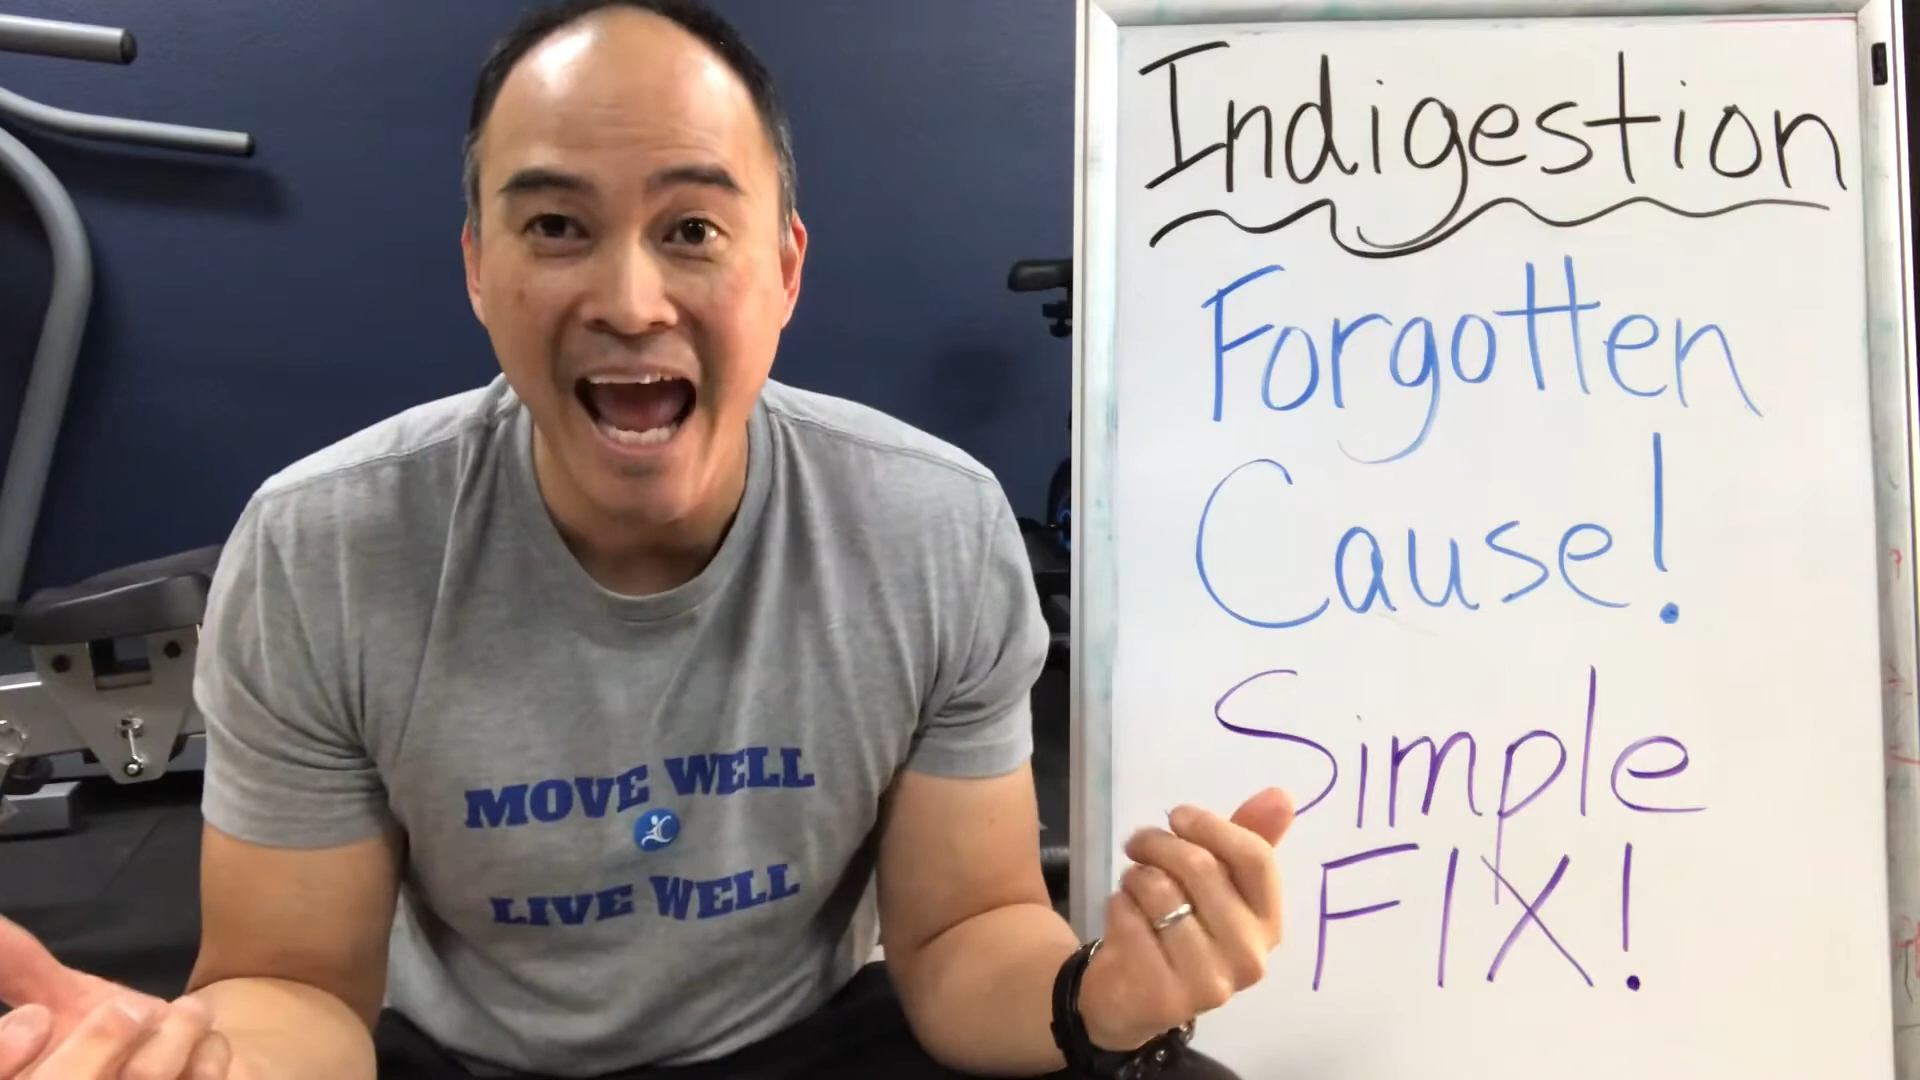 Indigestion
Forgotten
Cause!
Simple
FIX!
MOVE WELL
LIVE WELL